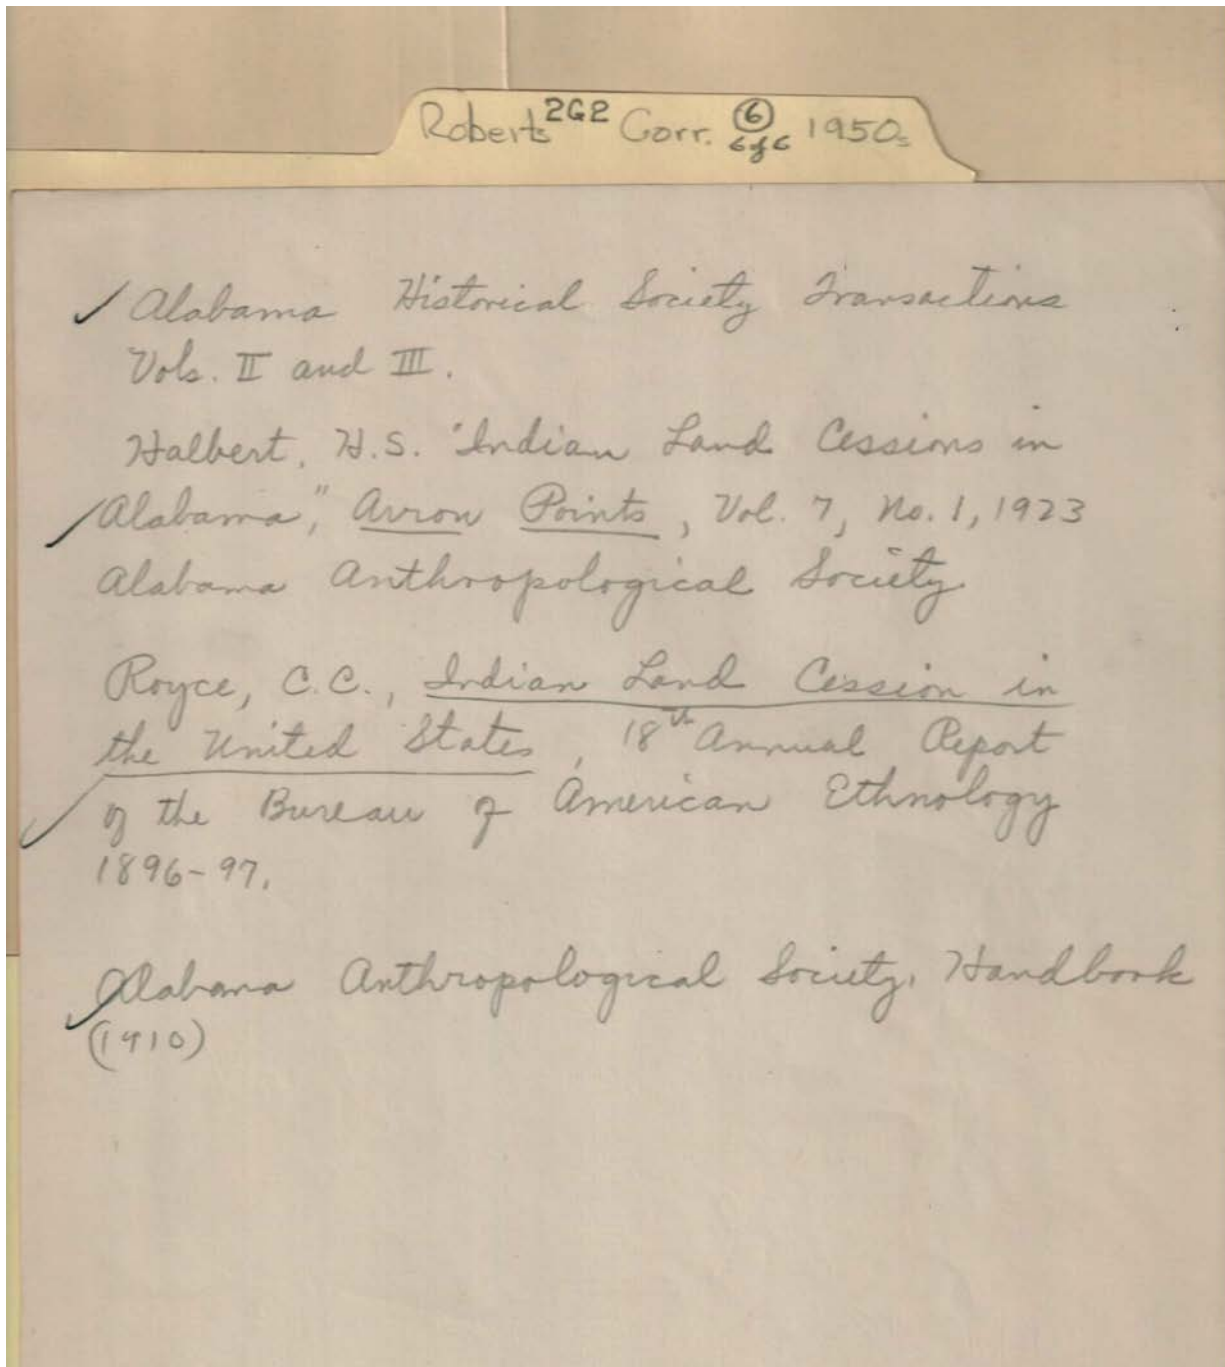 Roberts 2G2 Corr. 6 1950s
6 of 6
✓ Alabama Historical Society Transactions
Vols. II and III.
Halbert, H.S. "Indian Land Cessions in
✓ Alabama", Arrow Points, Vol. 7, No. 1, 1923
Alabama Anthropological Society
Royce, C.C., Indian Land Cession in
the United States, 18th Annual Report
✓ of the Bureau of American Ethnology
1896-97.
✓ Alabama Anthropological Society, Handbook
(1910)